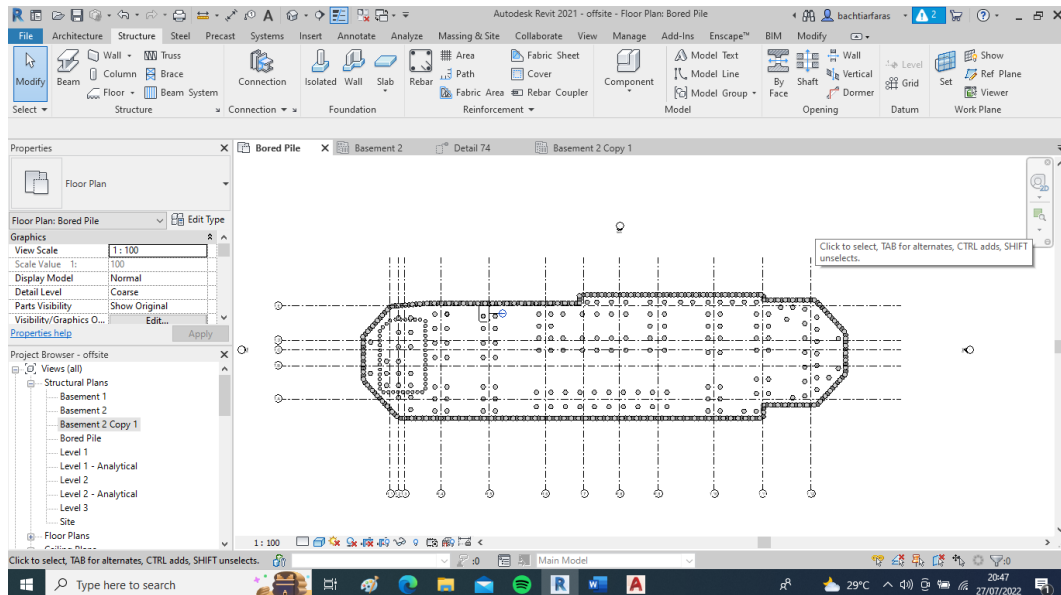 Autodesk Revit 2021 - offsite - Floor Plan: Bored Pile
bachtiarfaras
2
File Architecture Structure Steel Precast Systems Insert Annotate Analyze Massing & Site Collaborate View Manage Add-Ins Enscape™ BIM Modify
Modify
Beam
Wall
Truss
Column
Brace
Floor
Beam System
Connection
Isolated Wall Slab
Rebar
Area
Path
Fabric Area
Fabric Sheet
Cover
Rebar Coupler
Component
Model Text
Model Line
Model Group
By Face
Shaft
Wall
Vertical
Dormer
Level
Grid
Set
Show
Ref Plane
Viewer
Select Structure Connection Foundation Reinforcement Model Opening Datum Work Plane
Properties X
Bored Pile X Basement 2 Detail 74 Basement 2 Copy 1
Floor Plan
Floor Plan: Bored Pile Edit Type
Graphics
View Scale 1 : 100
Scale Value 1: 100
Display Model Normal
Detail Level Coarse
Parts Visibility Show Original
Visibility/Graphics O... Edit...
Properties help Apply
Project Browser - offsite X
Views (all)
Structural Plans
Basement 1
Basement 2
Basement 2 Copy 1
Bored Pile
Level 1
Level 1 - Analytical
Level 2
Level 2 - Analytical
Level 3
Site
Floor Plans
Click to select, TAB for alternates, CTRL adds, SHIFT
unselects.
1 : 100
Click to select, TAB for alternates, CTRL adds, SHIFT unselects.
:0
Main Model
:0
Type here to search
29°C
20:47
27/07/2022